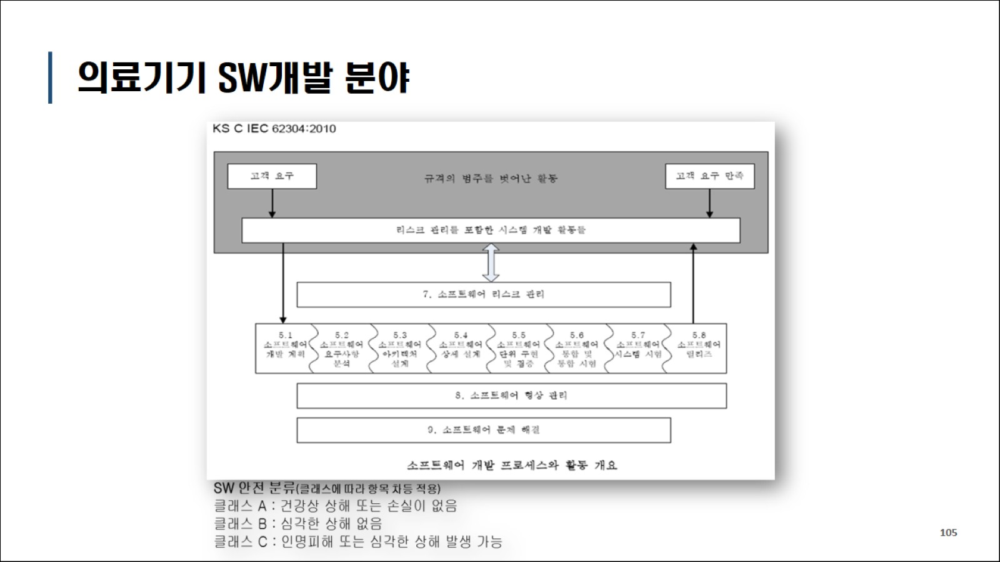 의료기기 SW개발 분야
KS C IEC 62304:2010
고객 요구
규격의 범주를 벗어난 활동
고객 요구 만족
리스크 관리를 포함한 시스템 개발 활동들
7. 소프트웨어 리스크 관리
5.1
소프트웨어
개발 계획
5.2
소프트웨어
요구사항
분석
5.3
소프트웨어
아키텍처
설계
5.4
소프트웨어
상세 설계
5.5
소프트웨어
단위 구현
및 검증
5.6
소프트웨어
통합 및
통합 시험
5.7
소프트웨어
시스템 시험
5.8
소프트웨어
릴리즈
8. 소프트웨어 형상 관리
9. 소프트웨어 문제 해결
소프트웨어 개발 프로세스와 활동 개요
SW 안전 분류(클래스에 따라 항목 차등 적용)
클래스 A : 건강상 상해 또는 손실이 없음
클래스 B : 심각한 상해 없음
클래스 C : 인명피해 또는 심각한 상해 발생 가능
105